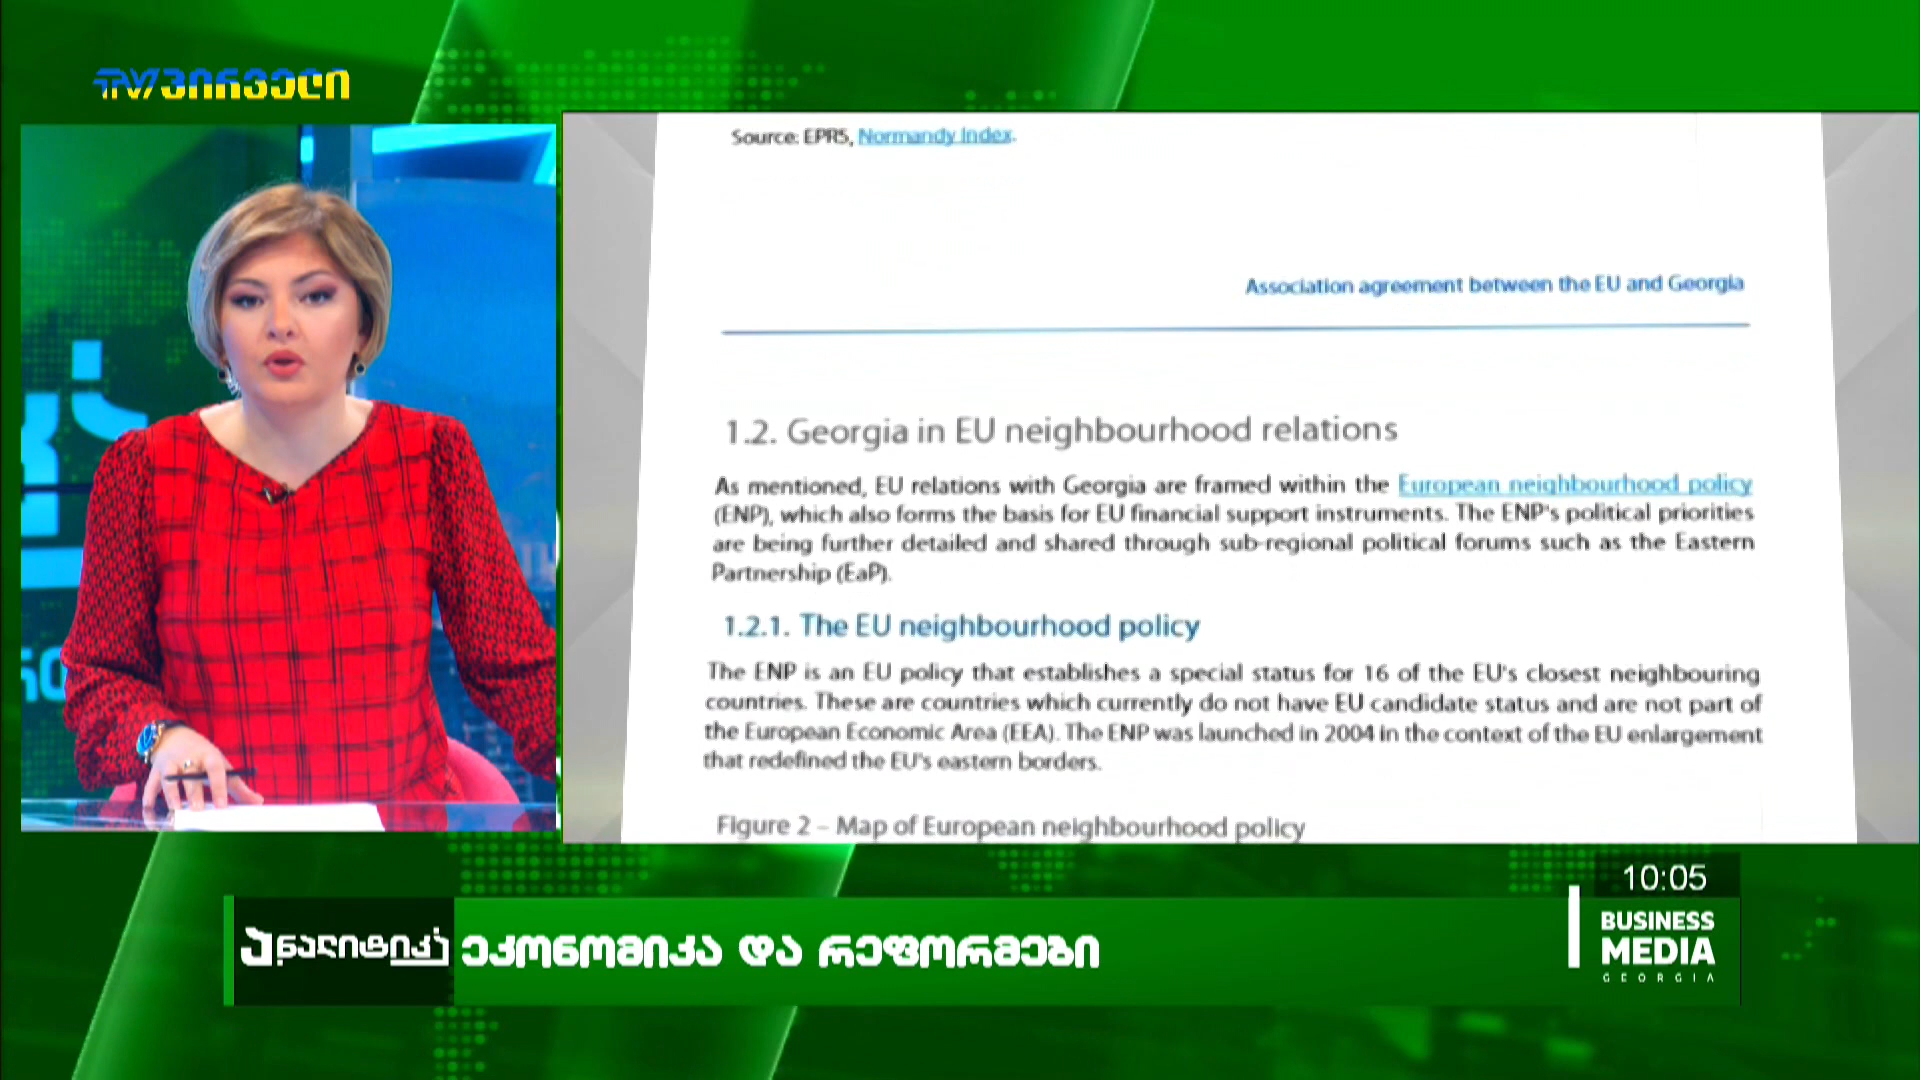 TV პირველი
Source: EPRS, Normandy Index.
Association agreement between the EU and Georgia
1.2. Georgia in EU neighbourhood relations
As mentioned, EU relations with Georgia are framed within the European neighbourhood policy
(ENP), which also forms the basis for EU financial support instruments. The ENP's political priorities
are being further detailed and shared through sub-regional political forums such as the Eastern
Partnership (EaP).
1.2.1. The EU neighbourhood policy
The ENP is an EU policy that establishes a special status for 16 of the EU's closest neighbouring
countries. These are countries which currently do not have EU candidate status and are not part of
the European Economic Area (EEA). The ENP was launched in 2004 in the context of the EU enlargement
that redefined the EU's eastern borders.
Figure 2 – Map of European neighbourhood policy
10:05
ანალიტიკა ეკონომიკა და რეფორმები
BUSINESS
MEDIA
GEORGIA